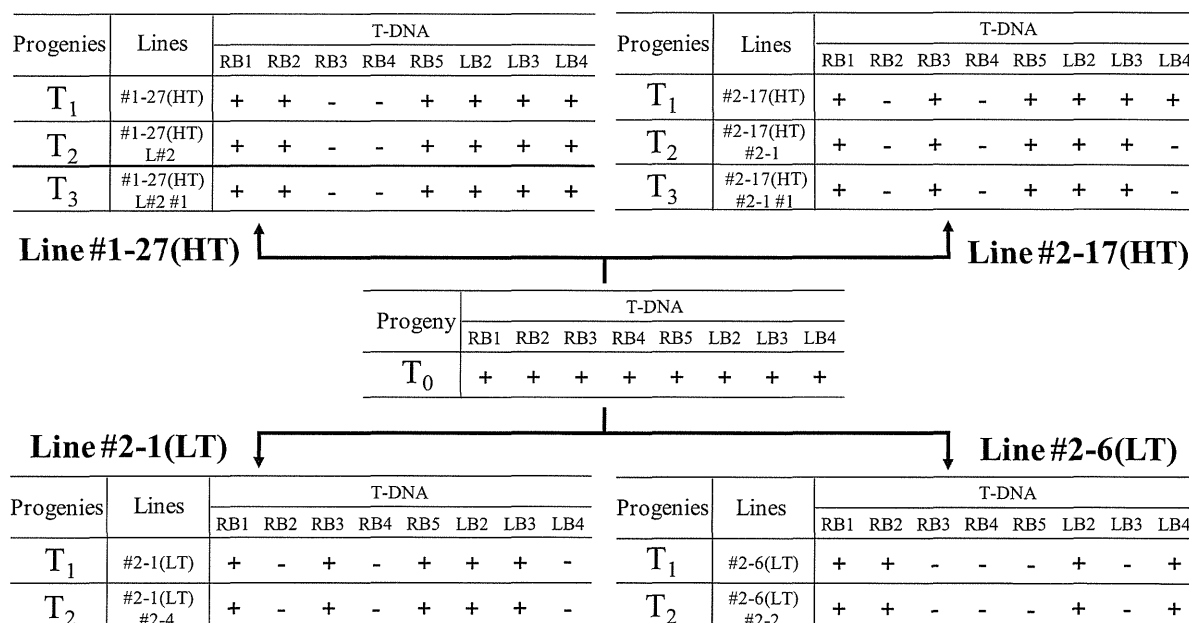 Progenies Lines T-DNA
RB1 RB2 RB3 RB4 RB5 LB2 LB3 LB4
T1 #1-27(HT) + + - - + + + +
T2 #1-27(HT) L#2 + + - - + + + +
T3 #1-27(HT) L#2 #1 + + - - + + + +
Line #1-27(HT)
Progenies Lines T-DNA
RB1 RB2 RB3 RB4 RB5 LB2 LB3 LB4
T1 #2-17(HT) + - + - + + + +
T2 #2-17(HT) #2-1 + - + - + + + -
T3 #2-17(HT) #2-1 #1 + - + - + + + -
Line #2-17(HT)
Progeny T-DNA
RB1 RB2 RB3 RB4 RB5 LB2 LB3 LB4
T0 + + + + + + + +
Line #2-1(LT)
Progenies Lines T-DNA
RB1 RB2 RB3 RB4 RB5 LB2 LB3 LB4
T1 #2-1(LT) + - + - + + + -
T2 #2-1(LT) #2-4 + - + - + + + -
Line #2-6(LT)
Progenies Lines T-DNA
RB1 RB2 RB3 RB4 RB5 LB2 LB3 LB4
T1 #2-6(LT) + + - - - + - +
T2 #2-6(LT) #2-2 + + - - - + - +